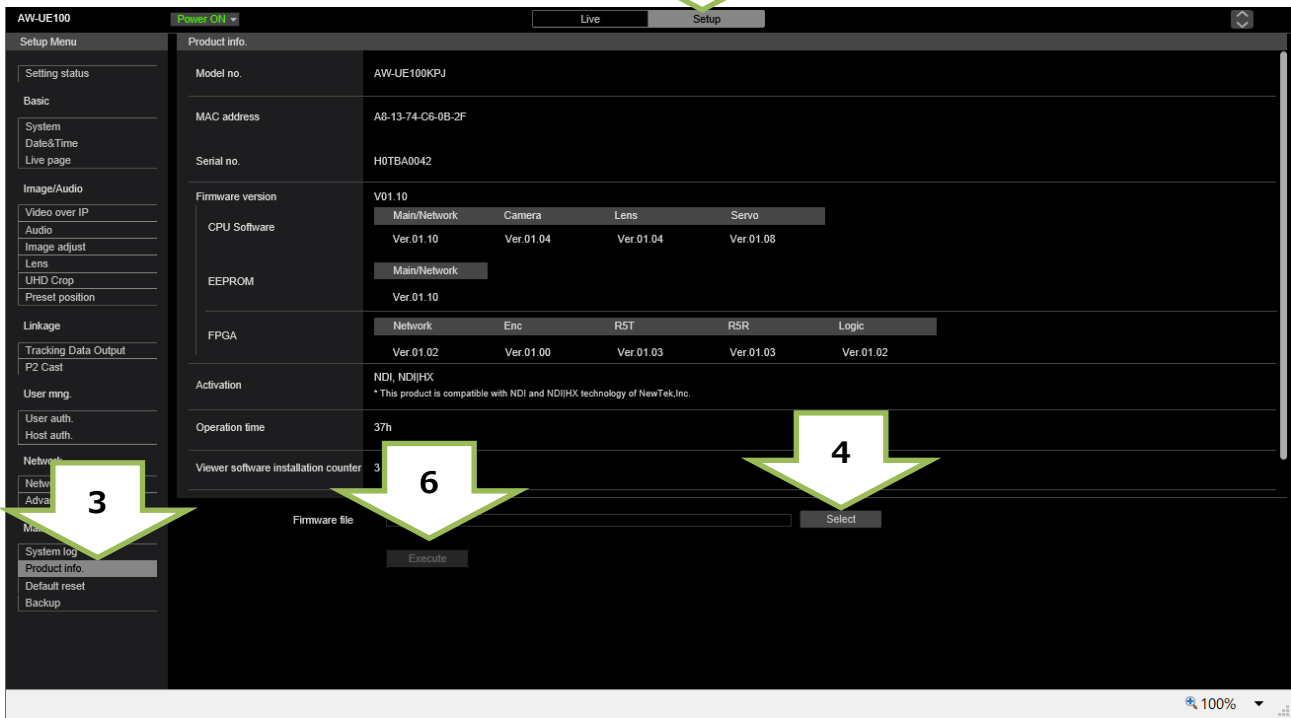 AW-UE100
Power ON
Live
Setup
Setup Menu
Product info.
Setting status
Basic
System
Date&Time
Live page
Image/Audio
Video over IP
Audio
Image adjust
Lens
UHD Crop
Preset position
Linkage
Tracking Data Output
P2 Cast
User mng.
User auth.
Host auth.
Network
Netw
Adva
Ma
System log
Product info.
Default reset
Backup
Model no.
AW-UE100KPJ
MAC address
A8-13-74-C6-0B-2F
Serial no.
H0TBA0042
Firmware version
V01.10
CPU Software
Main/Network Camera Lens Servo
Ver.01.10 Ver.01.04 Ver.01.04 Ver.01.08
EEPROM
Main/Network
Ver.01.10
FPGA
Network Enc R5T R5R Logic
Ver.01.02 Ver.01.00 Ver.01.03 Ver.01.03 Ver.01.02
Activation
NDI, NDI|HX
* This product is compatible with NDI and NDI|HX technology of NewTek,Inc.
Operation time
37h
Viewer software installation counter
3
Firmware file
Select
Execute
3
6
4
100%